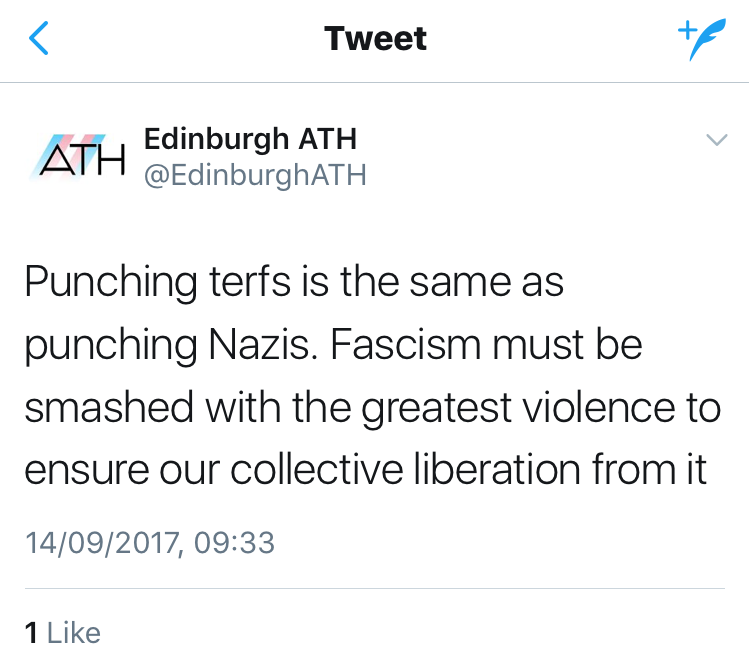 Tweet
ATH
Edinburgh ATH
@EdinburghATH
Punching terfs is the same as
punching Nazis. Fascism must be
smashed with the greatest violence to
ensure our collective liberation from it
14/09/2017, 09:33
1 Like